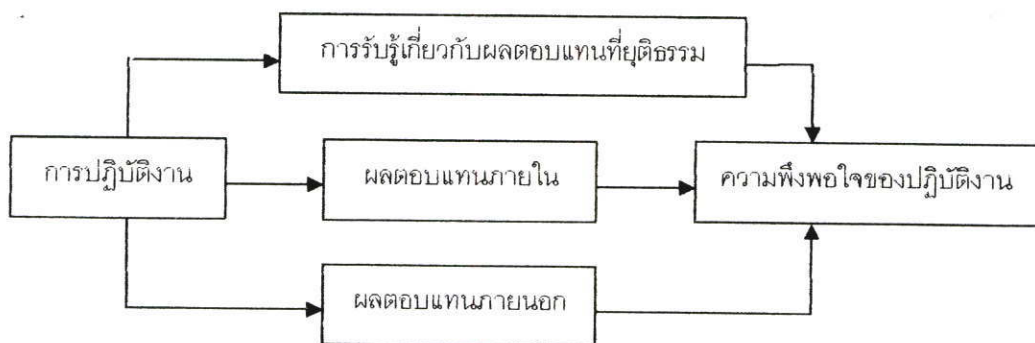 การรับรู้เกี่ยวกับผลตอบแทนที่ยุติธรรม
การปฏิบัติงาน
ผลตอบแทนภายใน
ความพึงพอใจของปฏิบัติงาน
ผลตอบแทนภายนอก